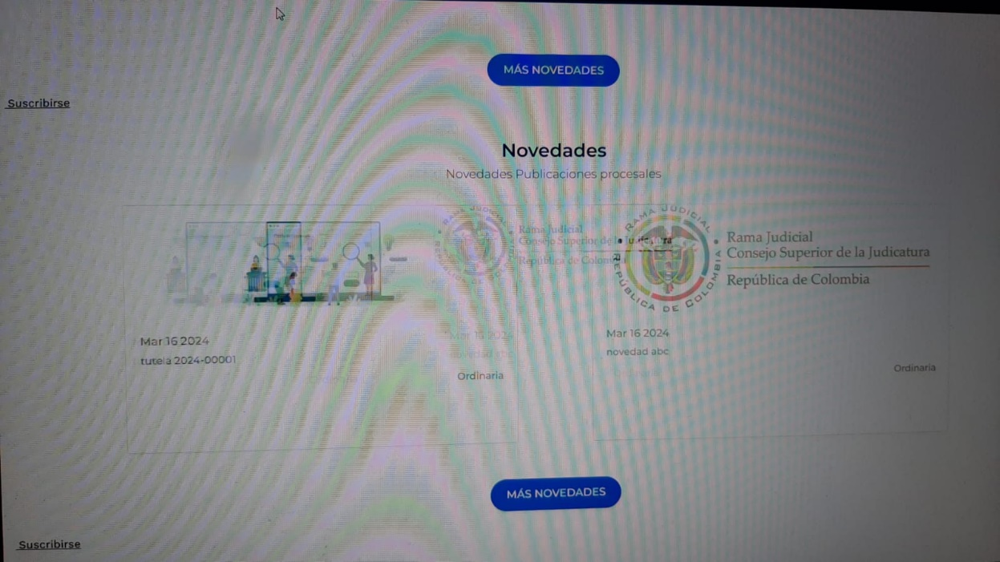 MÁS NOVEDADES
Suscribirse
Novedades
Novedades Publicaciones procesales
Rama Judicial
Consejo Superior de la Judicatura
República de Colombia
RAMA JUDICIAL
REPÚBLICA DE COLOMBIA
Rama Judicial
Consejo Superior de la Judicatura
República de Colombia
Mar 16 2024
tutela 2024-00001
Ordinaria
Mar 16 2024
novedad abc
Mar 16 2024
novedad abc
Ordinaria
MÁS NOVEDADES
Suscribirse